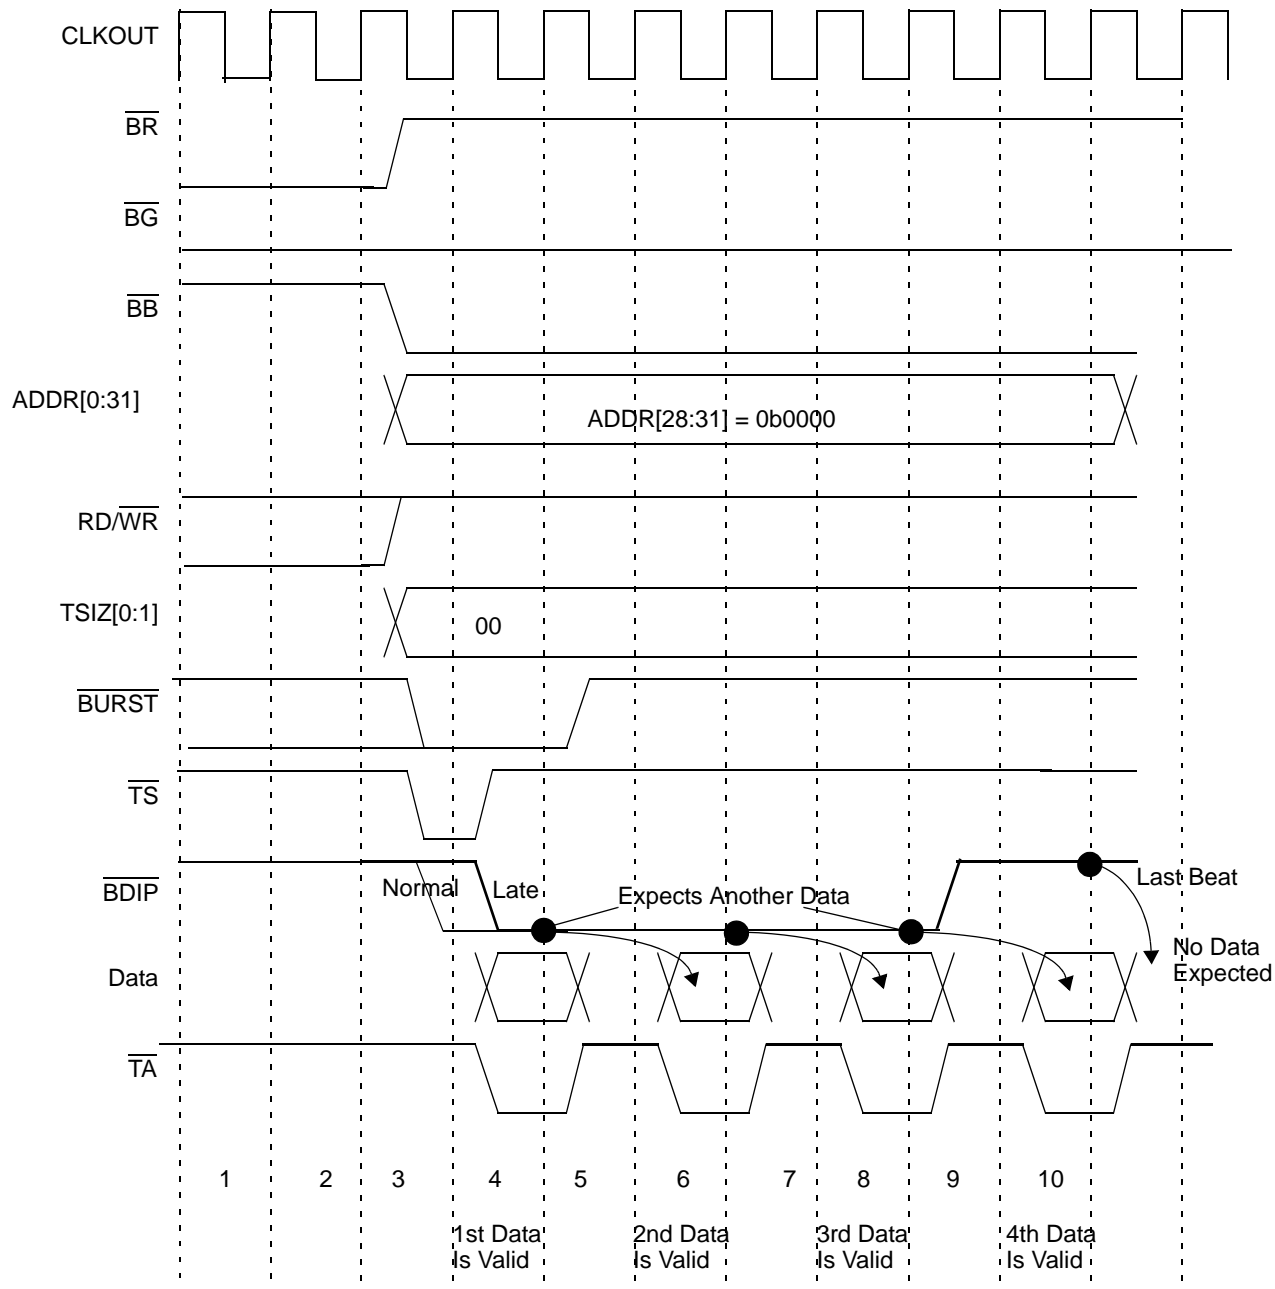 CLKOUT
BR
BG
BB
ADDR[0:31]
ADDR[28:31] = 0b0000
RD/WR
TSIZ[0:1]
00
BURST
TS
BDIP
Normal
Late
Expects Another Data
Last Beat
Data
No Data
Expected
TA
1 2 3 4 5 6 7 8 9 10
1st Data
Is Valid
2nd Data
Is Valid
3rd Data
Is Valid
4th Data
Is Valid